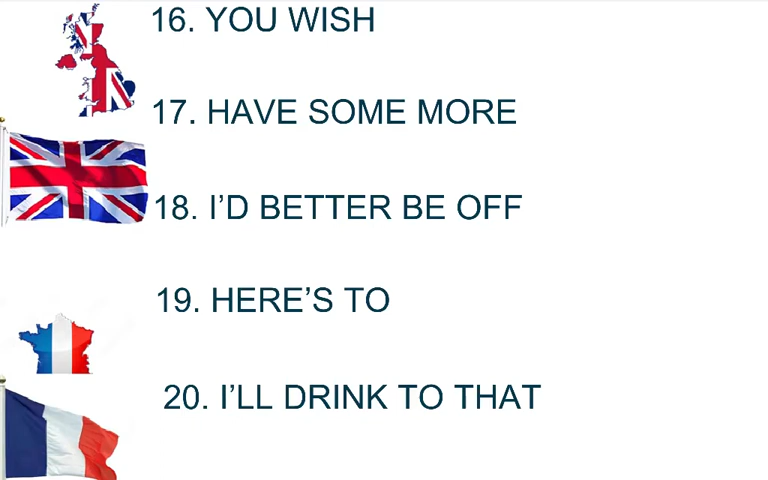 16. YOU WISH
17. HAVE SOME MORE
18. I’D BETTER BE OFF
19. HERE’S TO
20. I’LL DRINK TO THAT